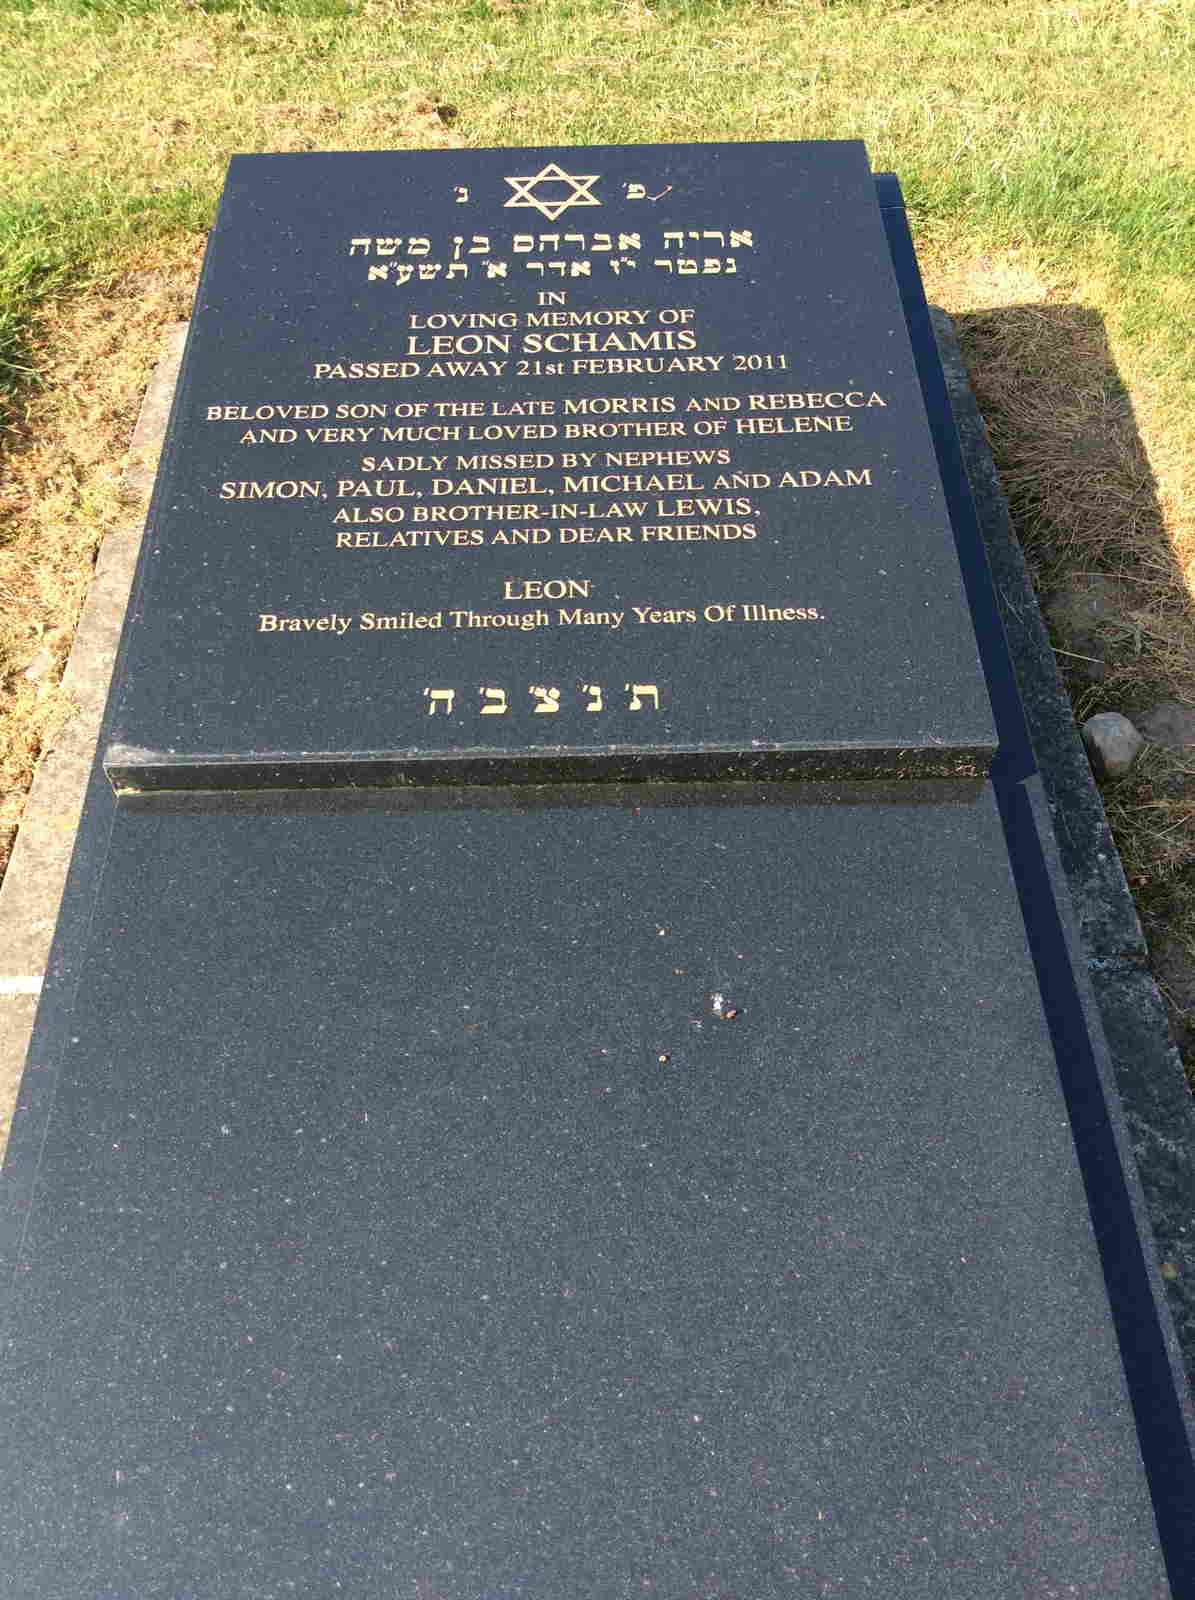 פ׳ נ׳
אריה אברהם בן משה
נפטר י״ז אדר א׳ תשע״א
IN
LOVING MEMORY OF
LEON SCHAMIS
PASSED AWAY 21st FEBRUARY 2011
BELOVED SON OF THE LATE MORRIS AND REBECCA
AND VERY MUCH LOVED BROTHER OF HELENE
SADLY MISSED BY NEPHEWS
SIMON, PAUL, DANIEL, MICHAEL AND ADAM
ALSO BROTHER-IN-LAW LEWIS,
RELATIVES AND DEAR FRIENDS
LEON
Bravely Smiled Through Many Years Of Illness.
ת׳ נ׳ צ׳ ב׳ ה׳